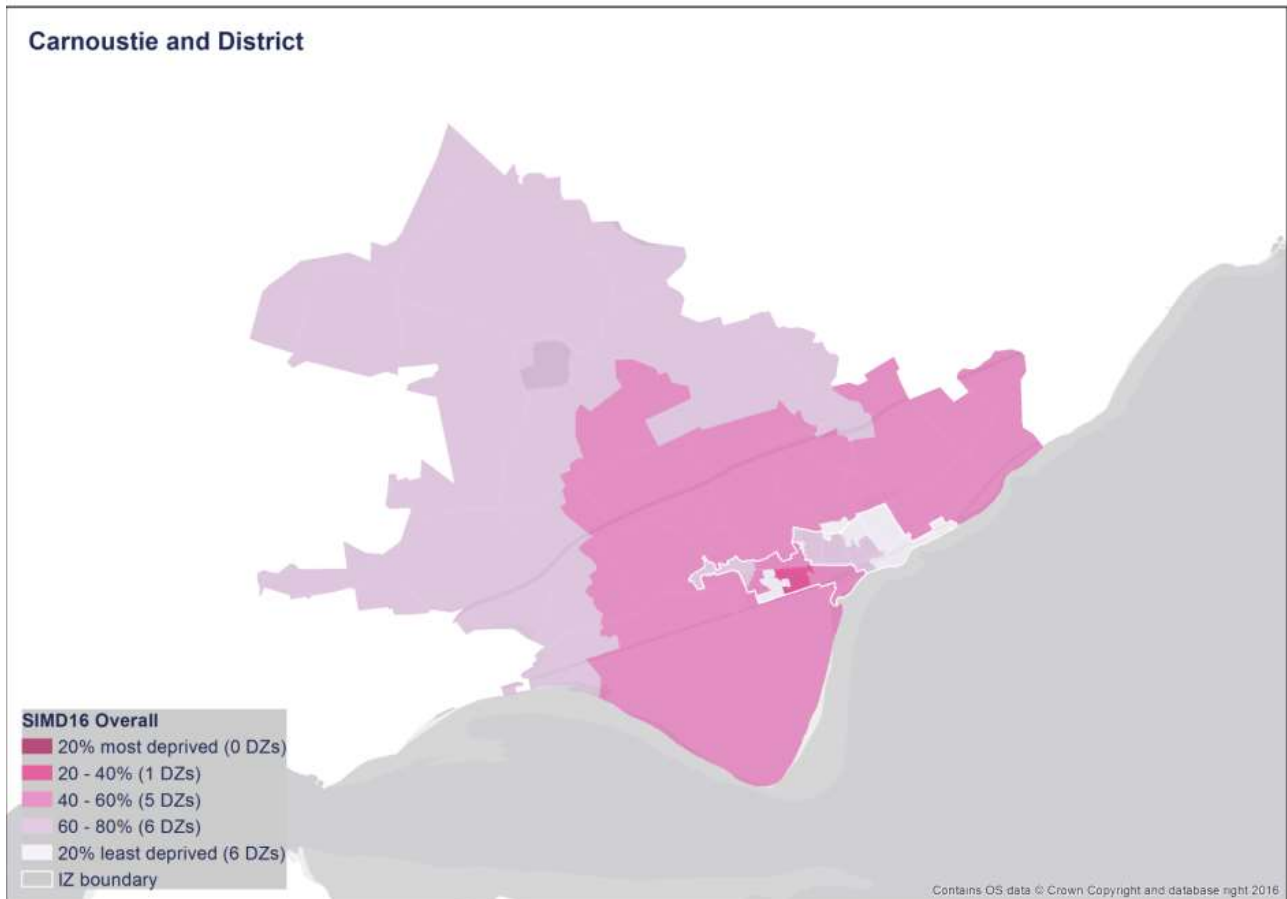 Carnoustie and District
SIMD16 Overall
20% most deprived (0 DZs)
20 - 40% (1 DZs)
40 - 60% (5 DZs)
60 - 80% (6 DZs)
20% least deprived (6 DZs)
IZ boundary
Contains OS data © Crown Copyright and database right 2016